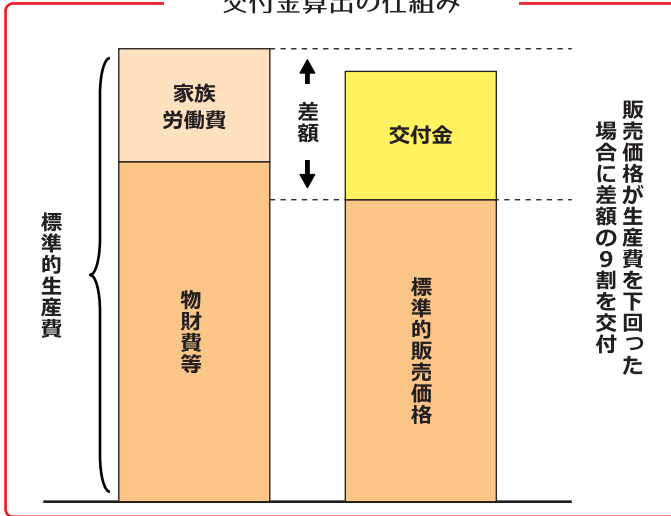 交付金算出の仕組み
家族
労働費
差額
交付金
標準的生産費
物財費等
標準的販売価格
販売価格が生産費を下回った
場合に差額の9割を交付